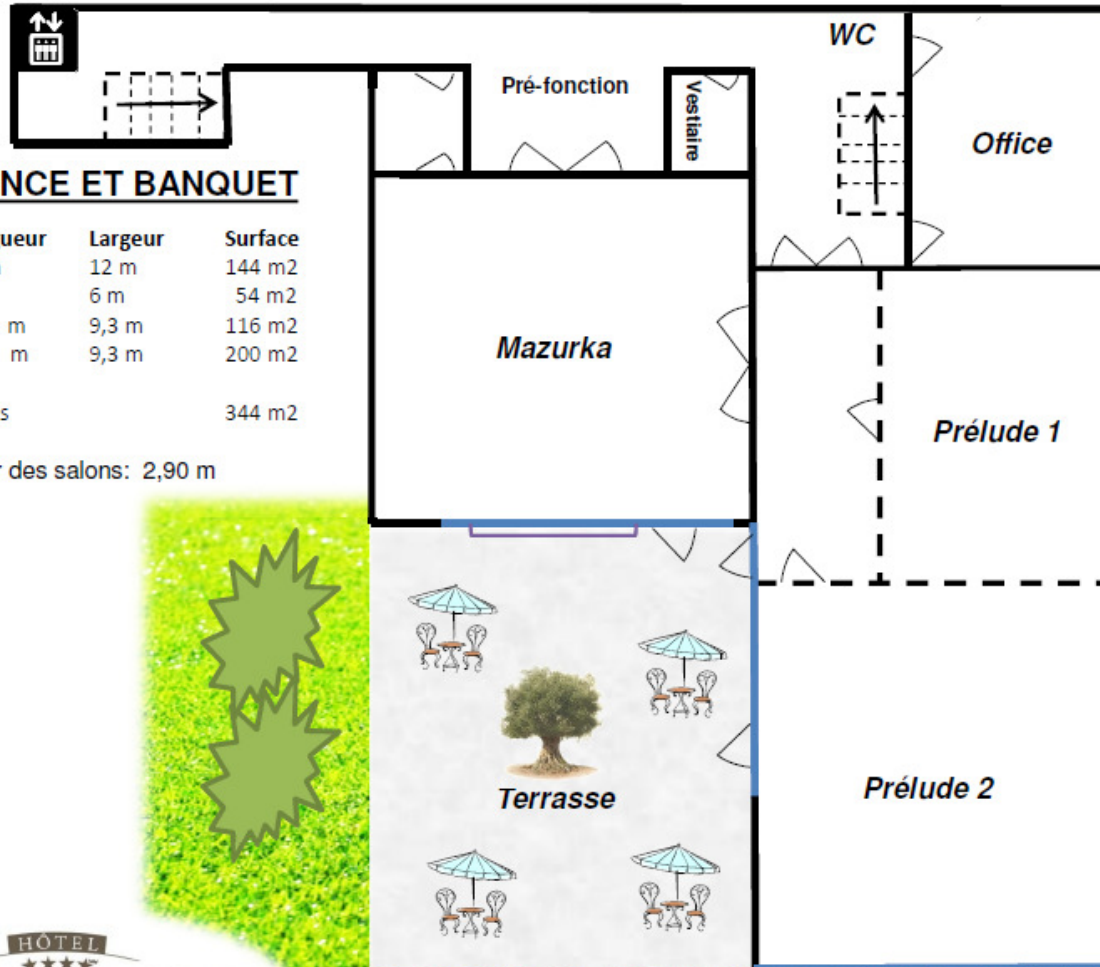 WC
Pré-fonction
Vestiaire
Office
NCE ET BANQUET
ueur Largeur Surface
12 m 144 m2
6 m 54 m2
m 9,3 m 116 m2
m 9,3 m 200 m2
s 344 m2
r des salons: 2,90 m
Mazurka
Prélude 1
Terrasse
Prélude 2
HÔTEL